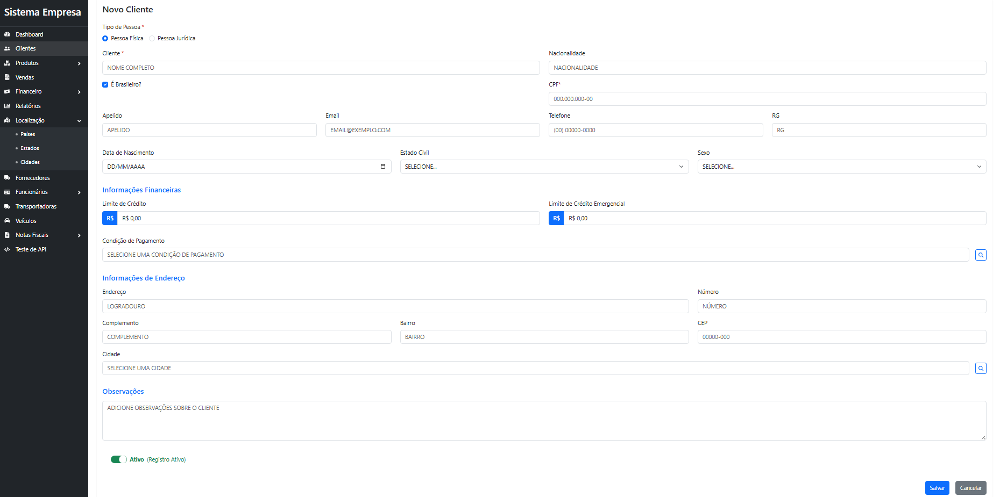 Sistema Empresa
Dashboard
Clientes
Produtos
Vendas
Financeiro
Relatórios
Localização
Países
Estados
Cidades
Fornecedores
Funcionários
Transportadoras
Veículos
Notas Fiscais
Teste de API
Novo Cliente
Tipo de Pessoa *
Pessoa Física Pessoa Jurídica
Cliente * Nacionalidade
NOME COMPLETO NACIONALIDADE
É Brasileiro? CPF*
000.000.000-00
Apelido Email Telefone RG
APELIDO EMAIL@EXEMPLO.COM (00) 00000-0000 RG
Data de Nascimento Estado Civil Sexo
DD/MM/AAAA SELECIONE... SELECIONE...
Informações Financeiras
Limite de Crédito Limite de Crédito Emergencial
R$ R$ 0,00 R$ R$ 0,00
Condição de Pagamento
SELECIONE UMA CONDIÇÃO DE PAGAMENTO
Informações de Endereço
Endereço Número
LOGRADOURO NÚMERO
Complemento Bairro CEP
COMPLEMENTO BAIRRO 00000-000
Cidade
SELECIONE UMA CIDADE
Observações
ADICIONE OBSERVAÇÕES SOBRE O CLIENTE
Ativo (Registro Ativo)
Salvar Cancelar